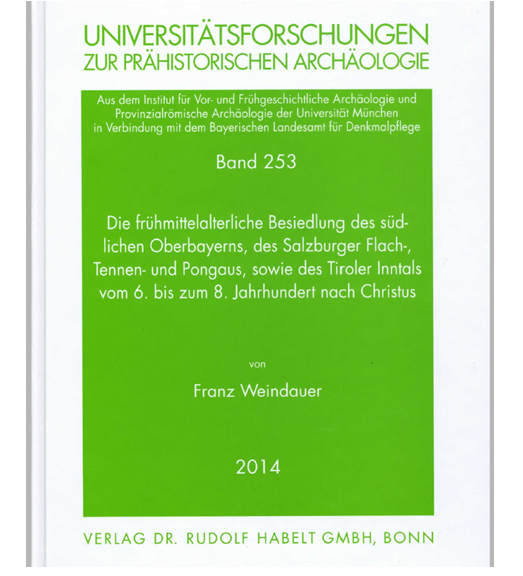 UNIVERSITÄTSFORSCHUNGEN
ZUR PRÄHISTORISCHEN ARCHÄOLOGIE
Aus dem Institut für Vor- und Frühgeschichtliche Archäologie und
Provinzialrömische Archäologie der Universität München
in Verbindung mit dem Bayerischen Landesamt für Denkmalpflege
Band 253
Die frühmittelalterliche Besiedlung des süd-
lichen Oberbayerns, des Salzburger Flach-,
Tennen- und Pongaus, sowie des Tiroler Inntals
vom 6. bis zum 8. Jahrhundert nach Christus
von
Franz Weindauer
2014
VERLAG DR. RUDOLF HABELT GMBH, BONN